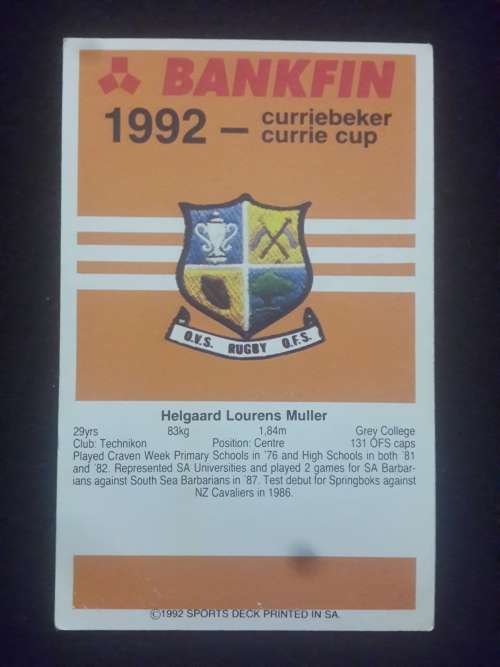 BANKFIN
1992 – curriebeker
currie cup
O.V.S. RUGBY O.F.S.
Helgaard Lourens Muller
29yrs 83kg 1,84m Grey College
Club: Technikon Position: Centre 131 OFS caps
Played Craven Week Primary Schools in '76 and High Schools in both '81
and '82. Represented SA Universities and played 2 games for SA Barbar-
ians against South Sea Barbarians in '87. Test debut for Springboks against
NZ Cavaliers in 1986.
©1992 SPORTS DECK PRINTED IN SA.